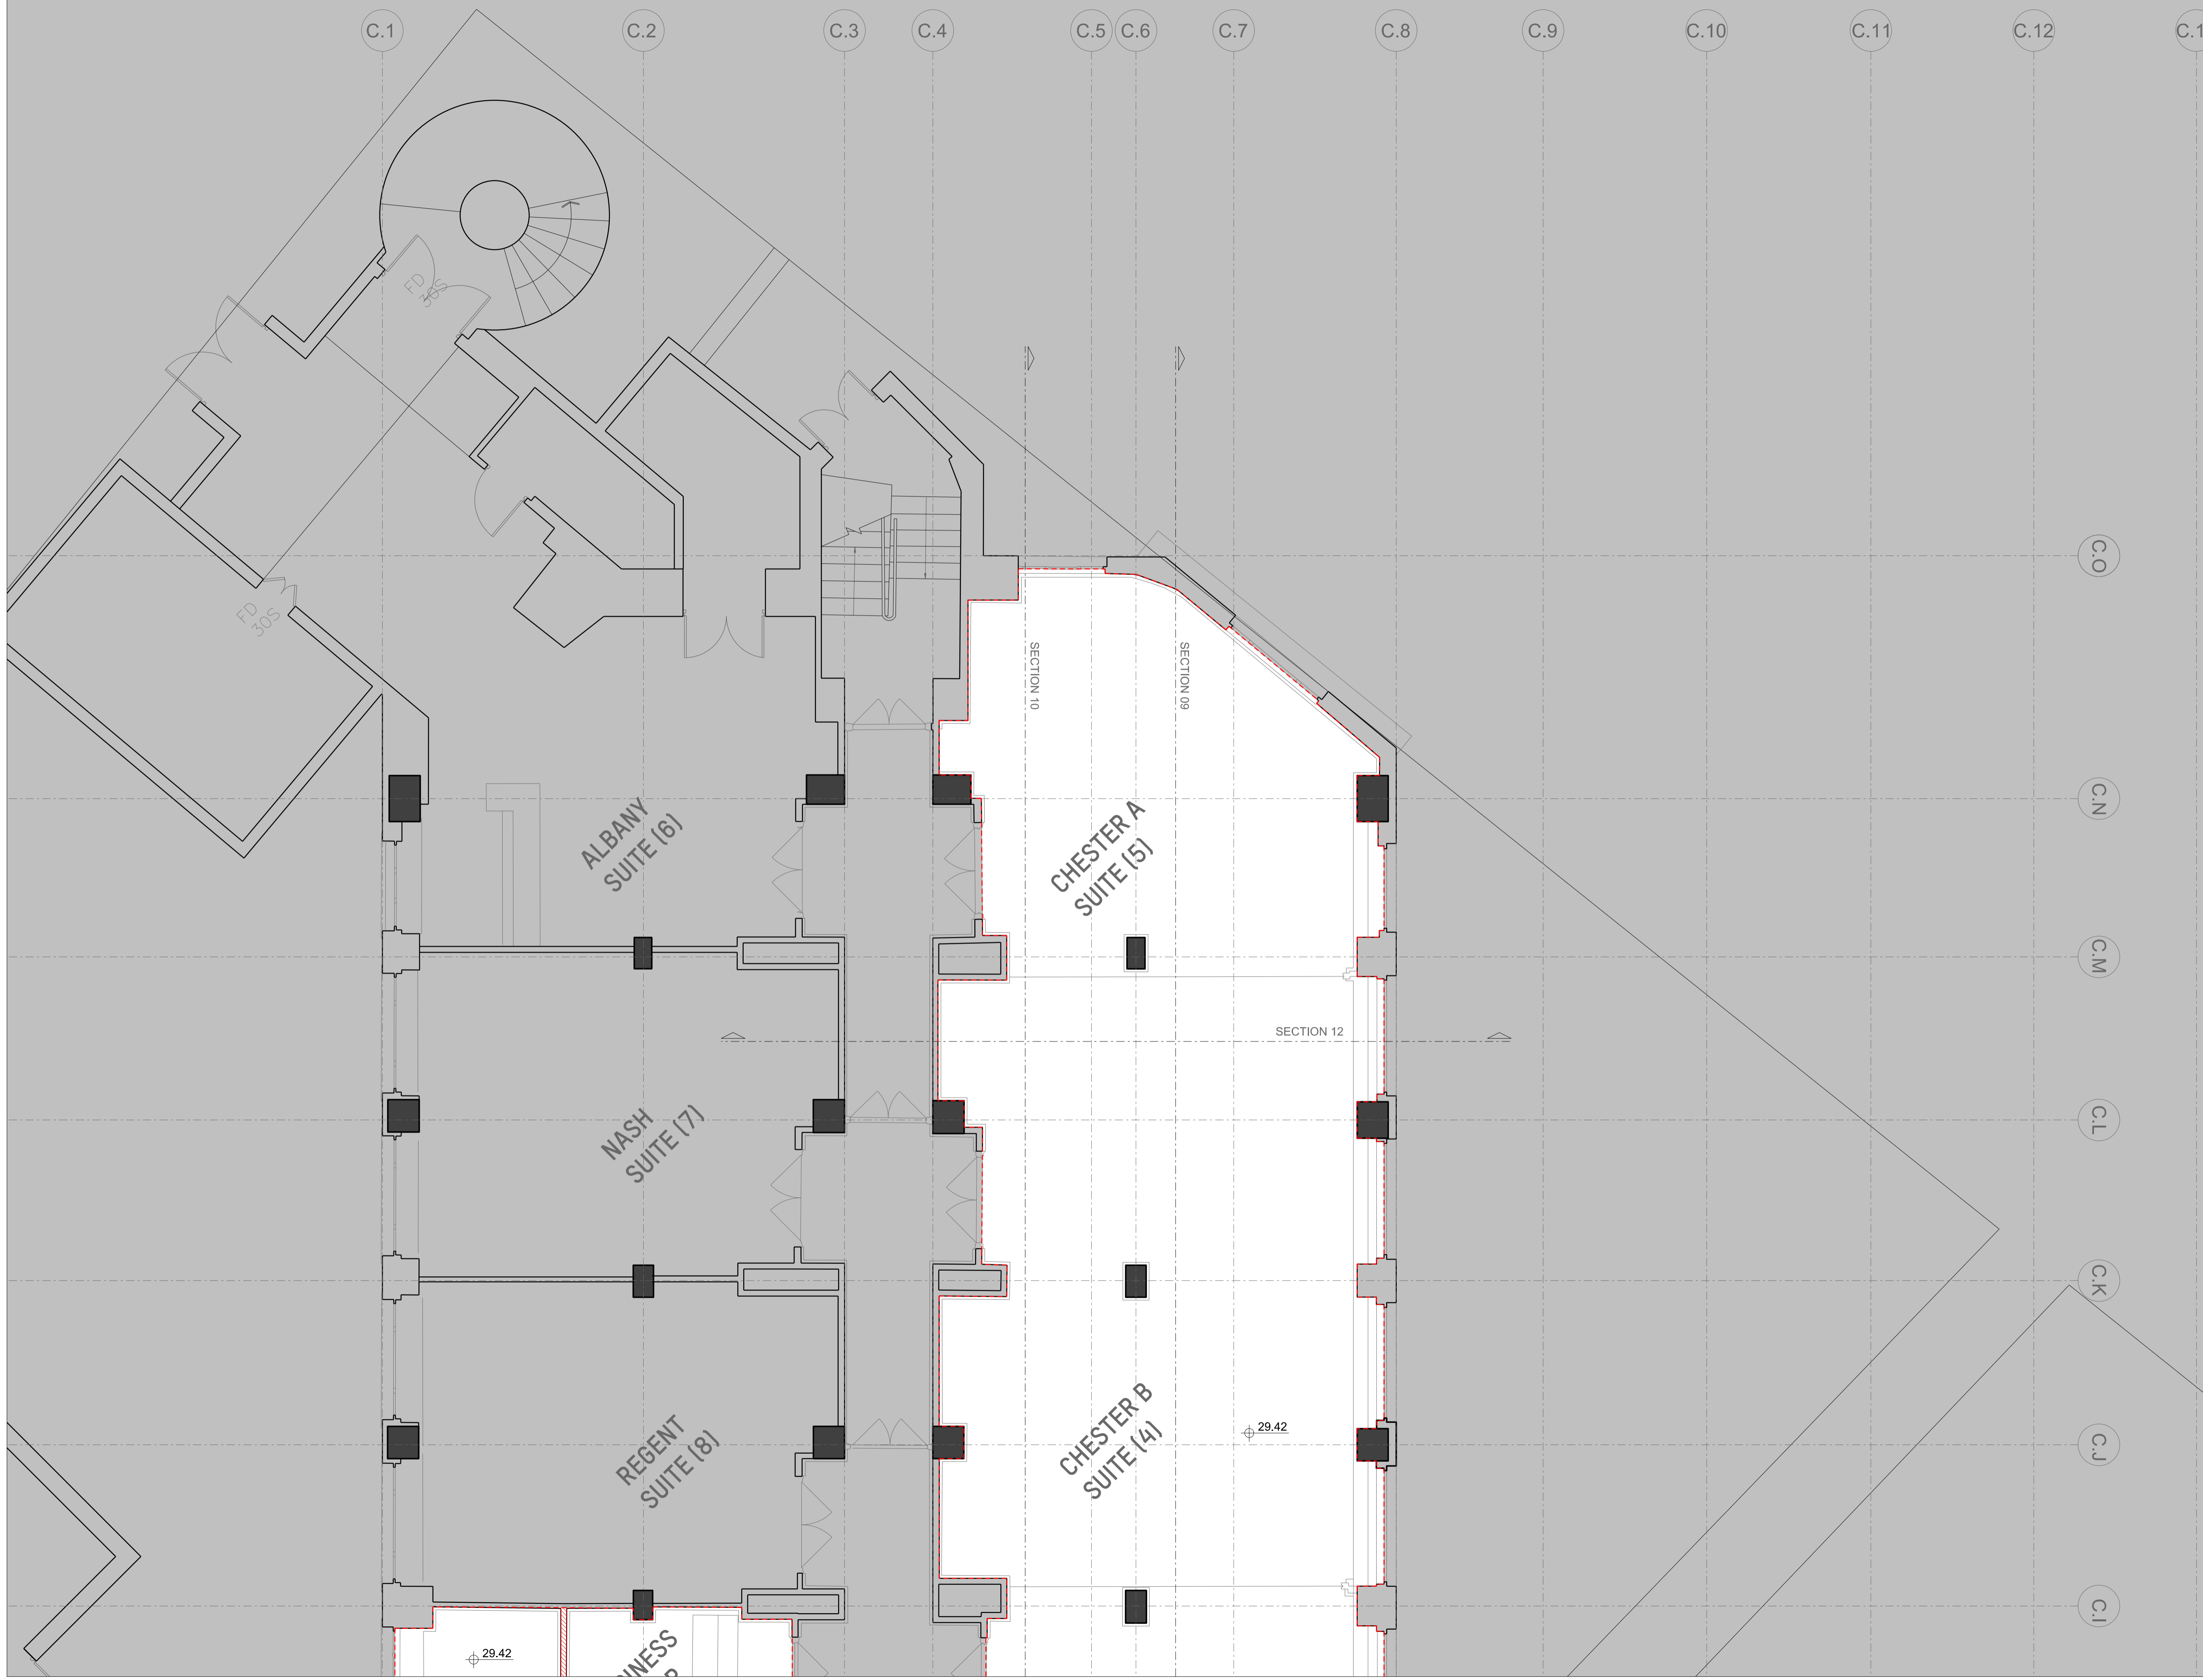 C.1
C.2
C.3
C.4
C.5
C.6
C.7
C.8
C.9
C.10
C.11
C.12
FD
30S
FD
30S
C.O
SECTION 10
SECTION 09
C.N
ALBANY
SUITE (6)
CHESTER A
SUITE (5)
C.M
SECTION 12
C.L
NASH
SUITE (7)
C.K
REGENT
SUITE (8)
CHESTER B
SUITE (4)
29.42
C.J
C.I
29.42